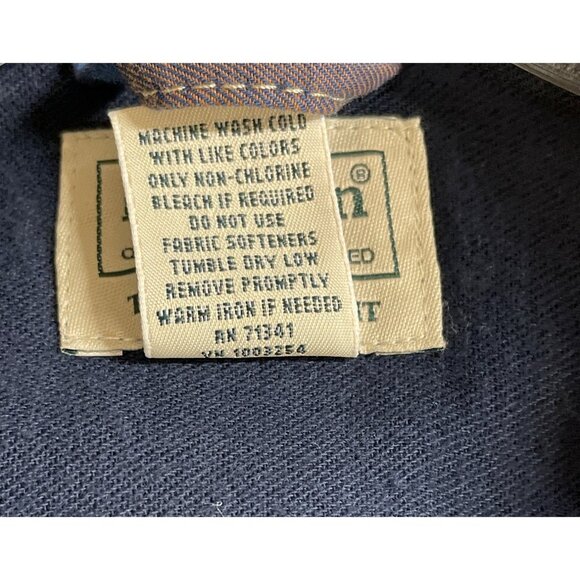 MACHINE WASH COLD
WITH LIKE COLORS
ONLY NON-CHLORINE
BLEACH IF REQUIRED
DO NOT USE
FABRIC SOFTENERS
TUMBLE DRY LOW
REMOVE PROMPTLY
WARM IRON IF NEEDED
RN 71341
VN 1003254
n®
ED
T